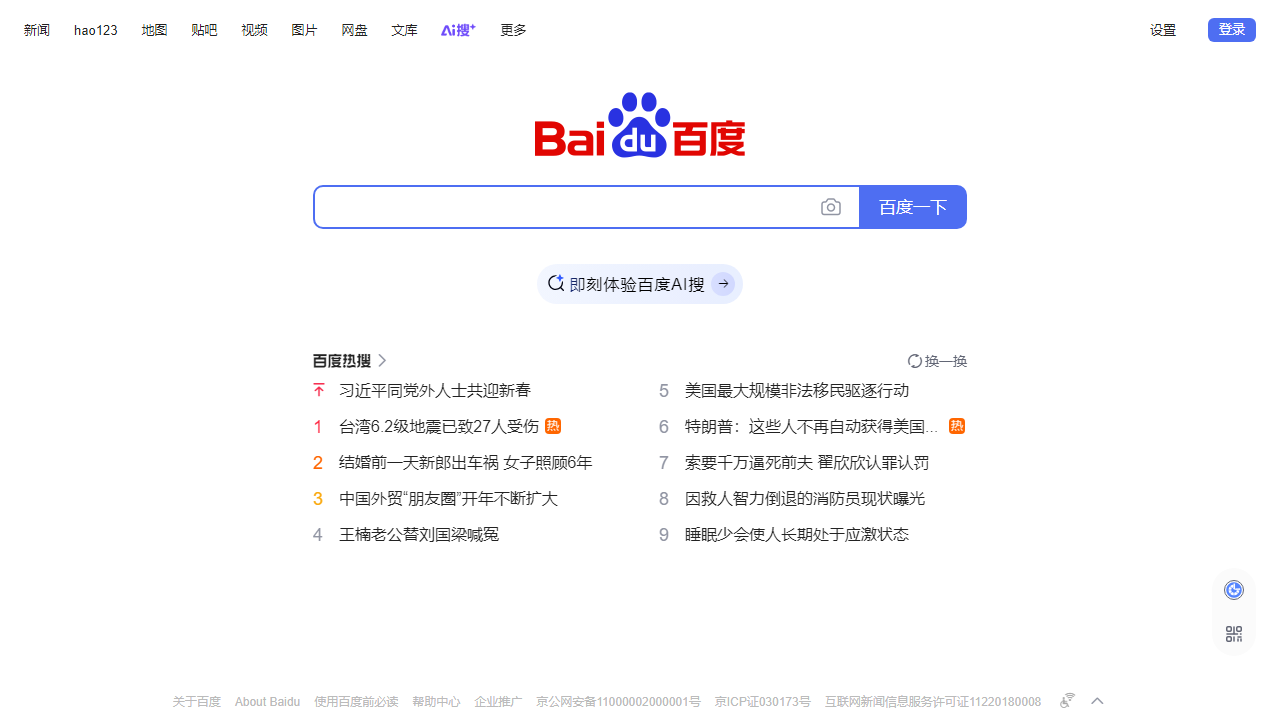 新闻 hao123 地图 贴吧 视频 图片 网盘 文库 Ai搜+ 更多 设置 登录
Bai du 百度
百度一下
即刻体验百度AI搜
百度热搜 换一换
习近平同党外人士共迎新春
1 台湾6.2级地震已致27人受伤 热
2 结婚前一天新郎出车祸 女子照顾6年
3 中国外贸“朋友圈”开年不断扩大
4 王楠老公替刘国梁喊冤
5 美国最大规模非法移民驱逐行动
6 特朗普：这些人不再自动获得美国... 热
7 索要千万逼死前夫 翟欣欣认罪认罚
8 因救人智力倒退的消防员现状曝光
9 睡眠少会使人长期处于应激状态
关于百度 About Baidu 使用百度前必读 帮助中心 企业推广 京公网安备11000002000001号 京ICP证030173号 互联网新闻信息服务许可证11220180008